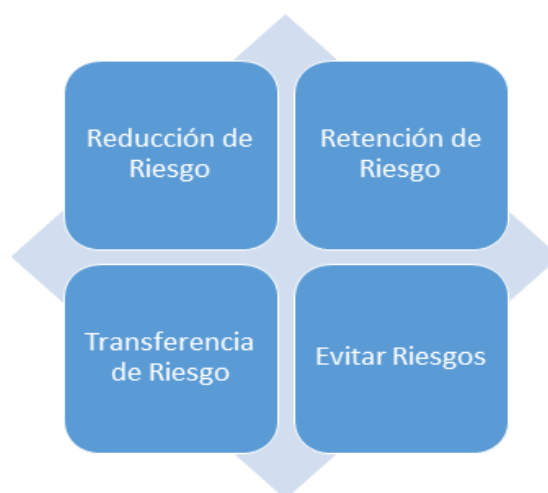 Reducción de
Riesgo
Retención de
Riesgo
Transferencia
de Riesgo
Evitar Riesgos